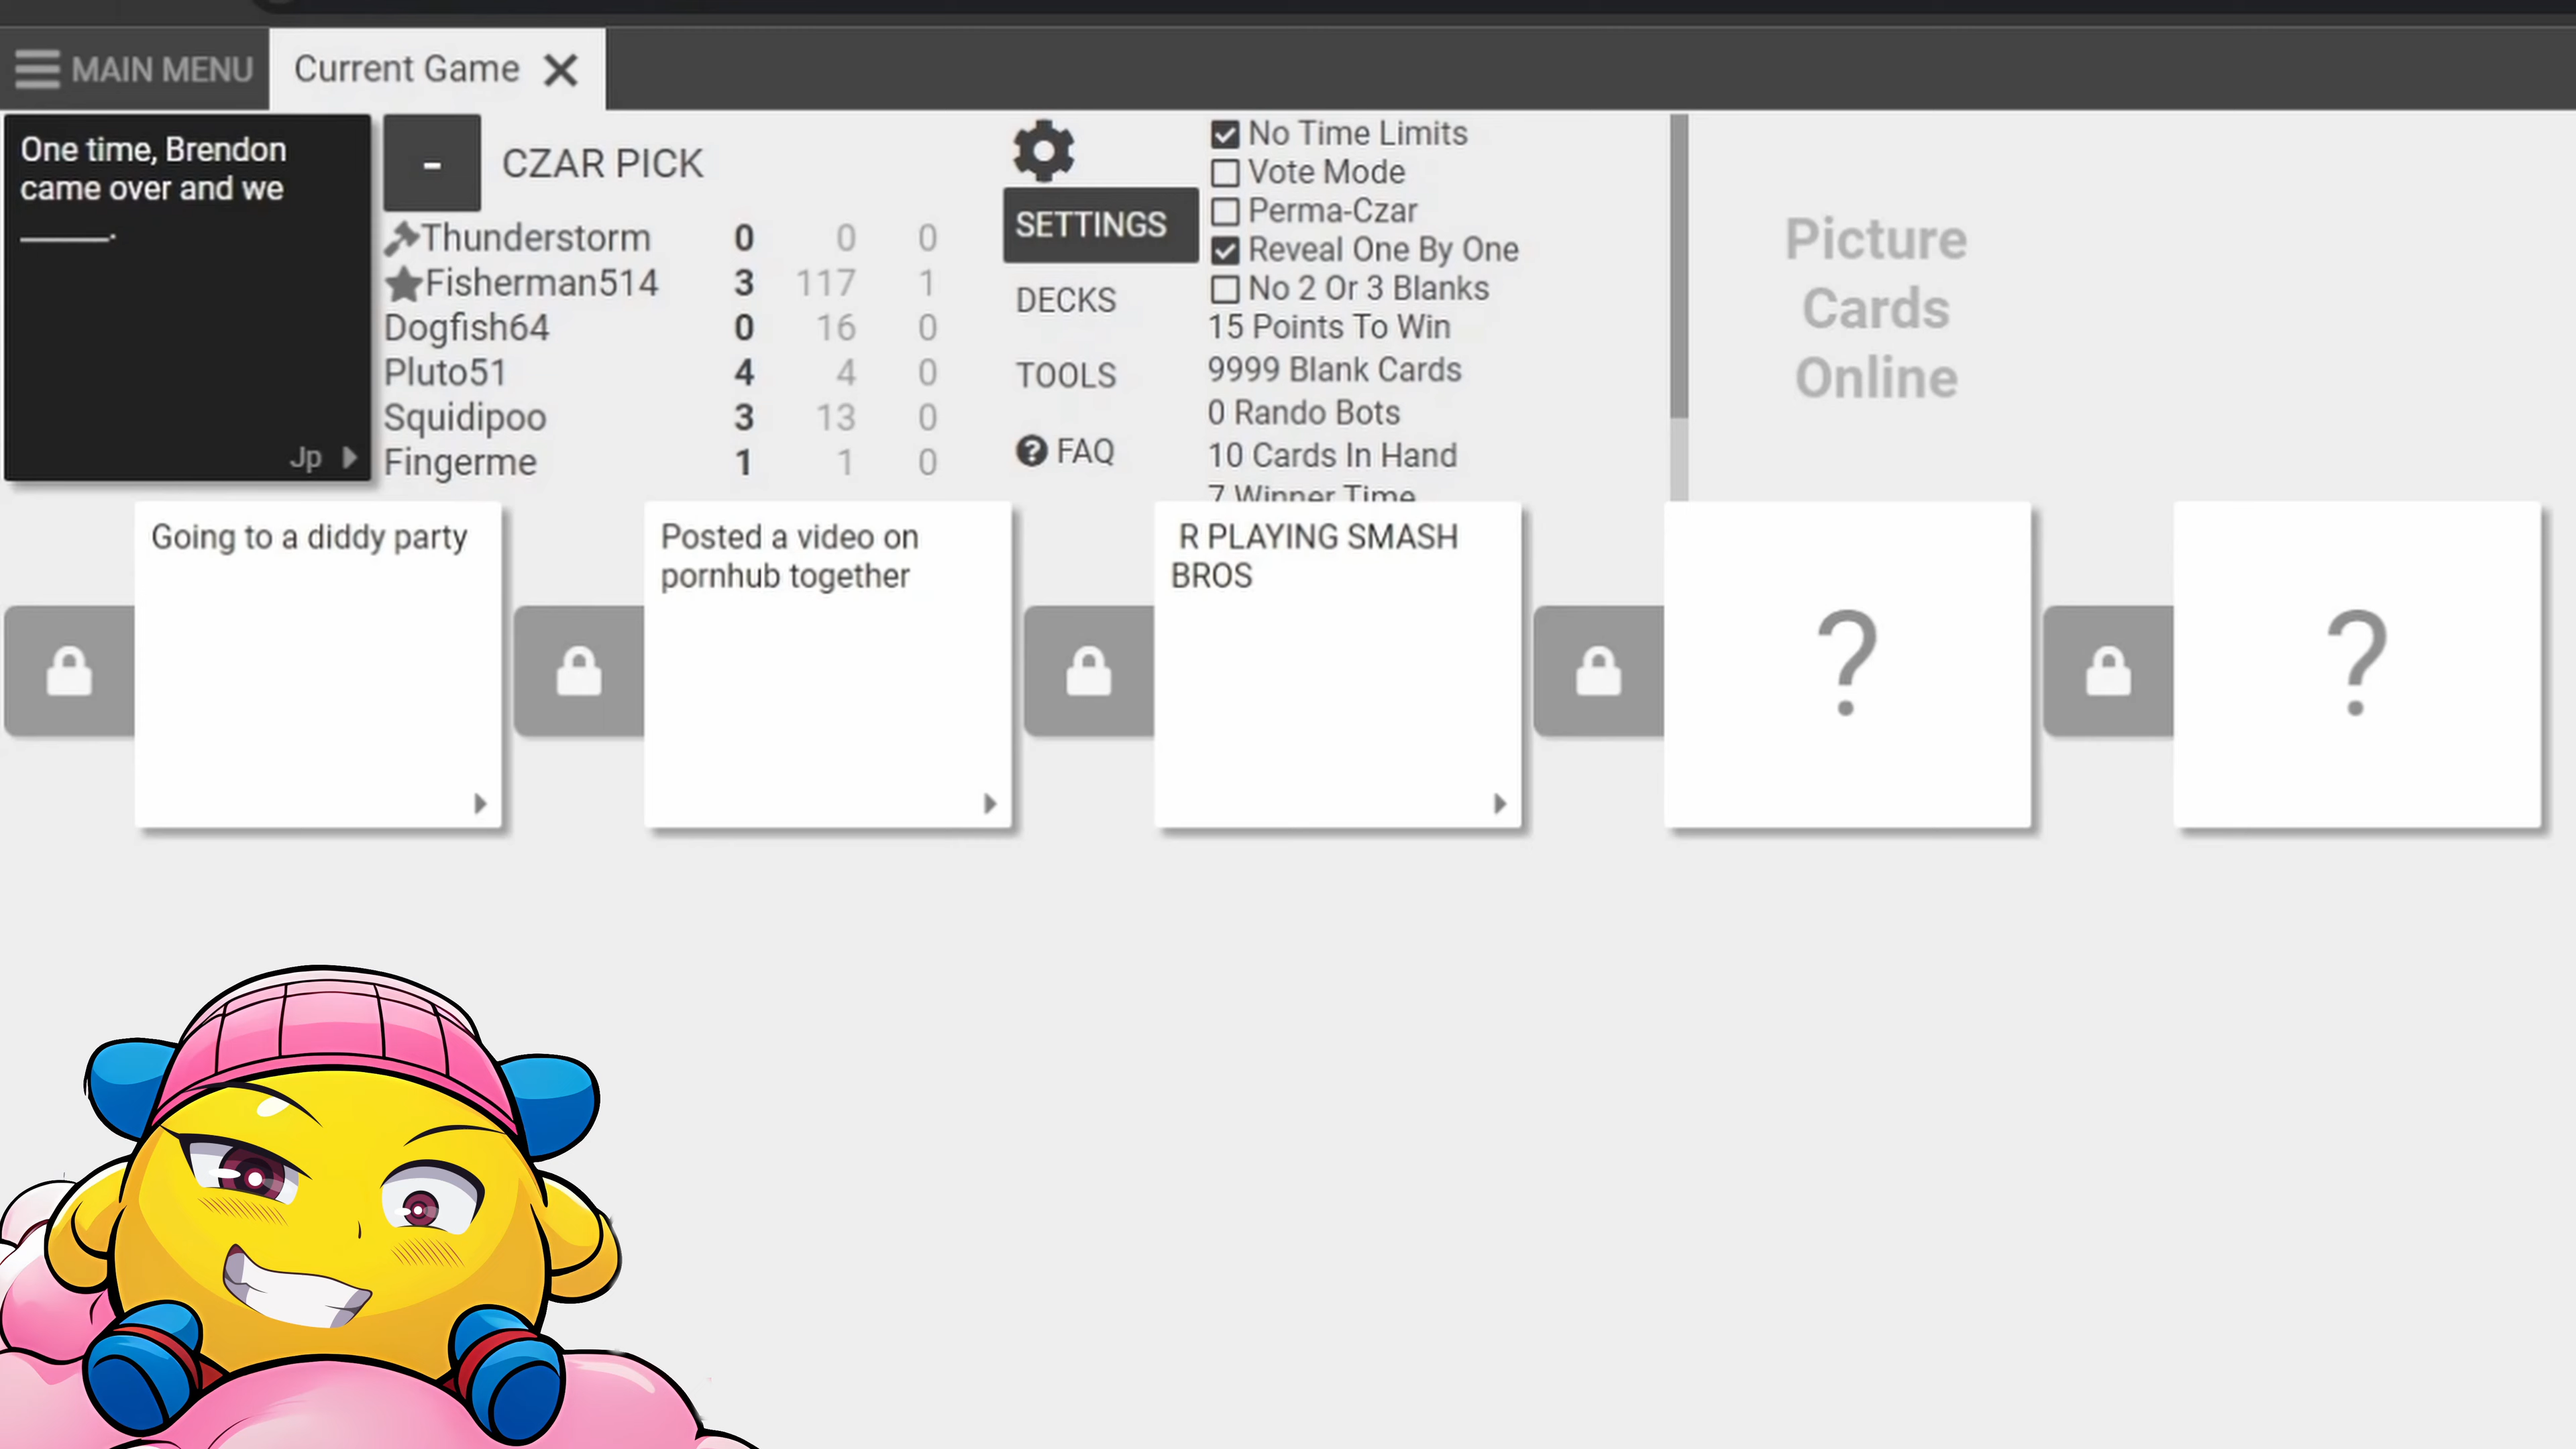 MAIN MENU
Current Game
One time, Brendon
came over and we
_____.
Jp
-
CZAR PICK
Thunderstorm 0 0 0
Fisherman514 3 117 1
Dogfish64 0 16 0
Pluto51 4 4 0
Squidipoo 3 13 0
Fingerme 1 1 0
SETTINGS
DECKS
TOOLS
? FAQ
No Time Limits
Vote Mode
Perma-Czar
Reveal One By One
No 2 Or 3 Blanks
15 Points To Win
9999 Blank Cards
0 Rando Bots
10 Cards In Hand
7 Winner Time
Picture
Cards
Online
Going to a diddy party
Posted a video on
pornhub together
R PLAYING SMASH
BROS
?
?